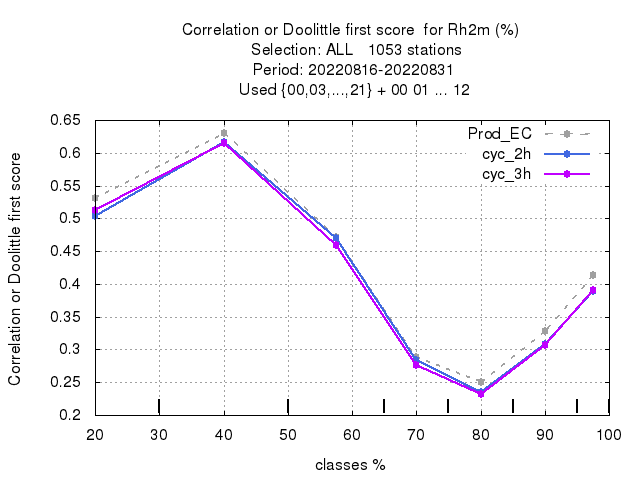 Correlation or Doolittle first score  for Rh2m (%)
Selection: ALL   1053 stations
Period: 20220816-20220831
Used {00,03,...,21} + 00 01 ... 12
Correlation or Doolittle first score
0.65
0.6
0.55
0.5
0.45
0.4
0.35
0.3
0.25
0.2
Prod_EC
cyc_2h
cyc_3h
20 30 40 50 60 70 80 90 100
classes %